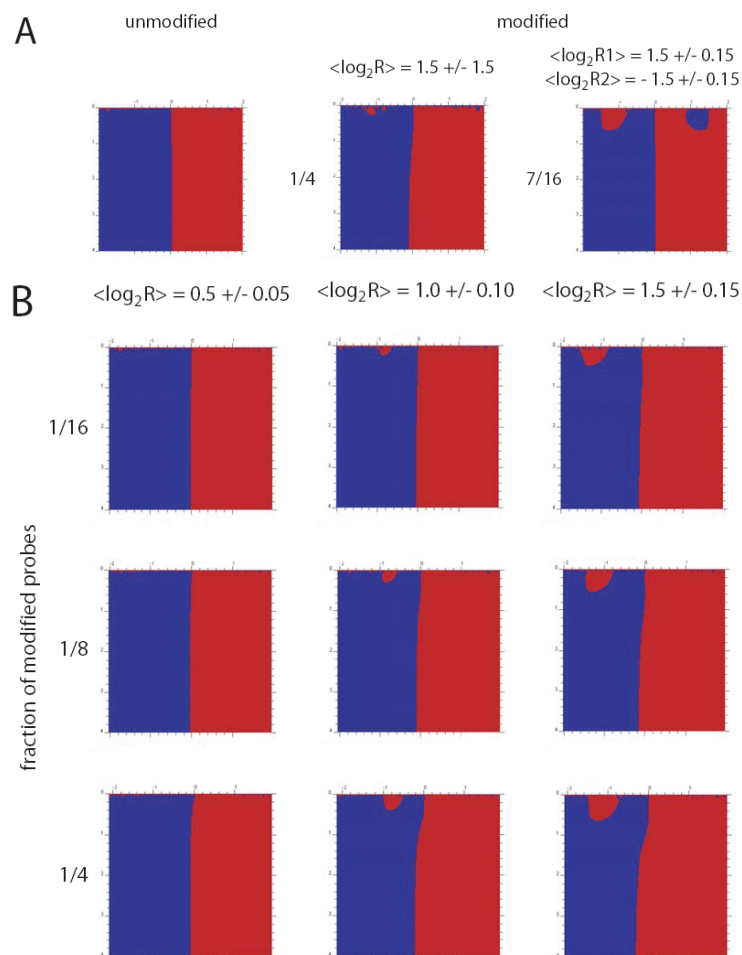 A
unmodified
modified
<log2R> = 1.5 +/- 1.5
<log2R1> = 1.5 +/- 0.15
<log2R2> = - 1.5 +/- 0.15
1/4
7/16
B
<log2R> = 0.5 +/- 0.05
<log2R> = 1.0 +/- 0.10
<log2R> = 1.5 +/- 0.15
fraction of modified probes
1/16
1/8
1/4